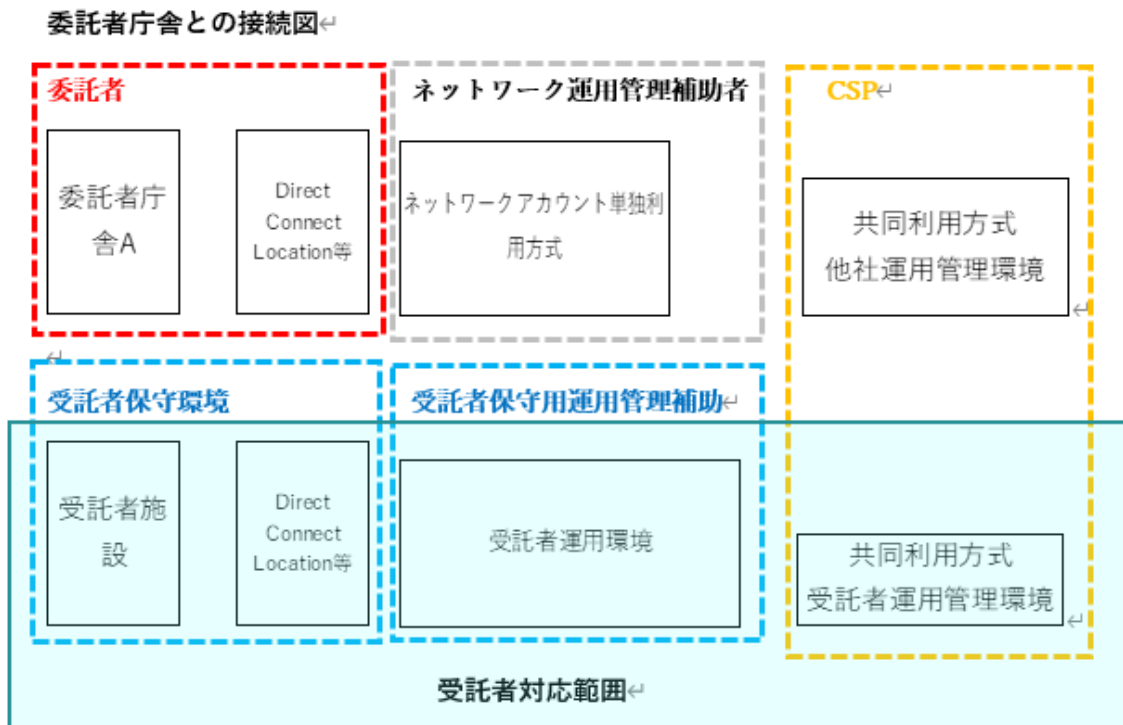 委託者庁舎との接続図
委託者
委託者庁
舎A
Direct
Connect
Location等
ネットワーク運用管理補助者
ネットワークアカウント単独利
用方式
CSP
共同利用方式
他社運用管理環境
受託者保守環境
受託者施
設
Direct
Connect
Location等
受託者保守用運用管理補助
受託者運用環境
共同利用方式
受託者運用管理環境
受託者対応範囲